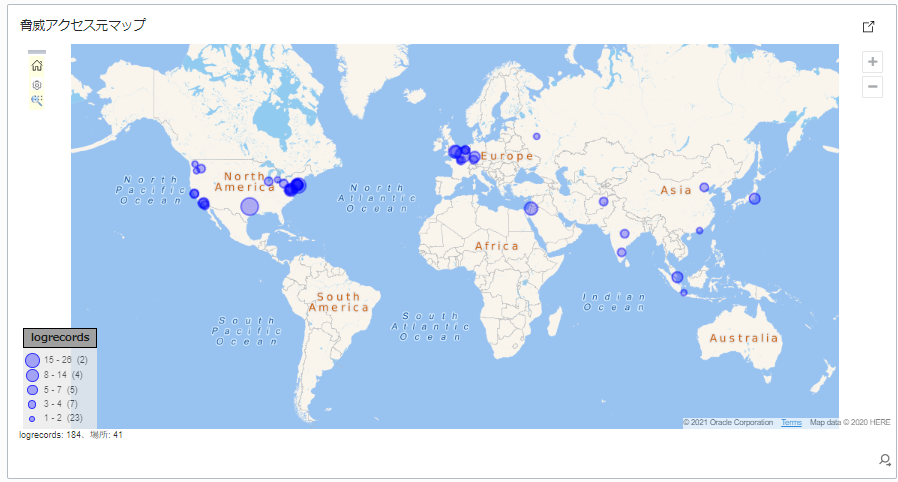 脅威アクセス元マップ
+
−
North
Pacific
Ocean
North
America
North
Atlantic
Ocean
Europe
Asia
Africa
South
America
South
Pacific
Ocean
South
Atlantic
Ocean
Indian
Ocean
Australia
logrecords
15 - 26 (2)
8 - 14 (4)
5 - 7 (5)
3 - 4 (7)
1 - 2 (23)
© 2021 Oracle Corporation Terms Map data © 2020 HERE
logrecords: 184、場所: 41